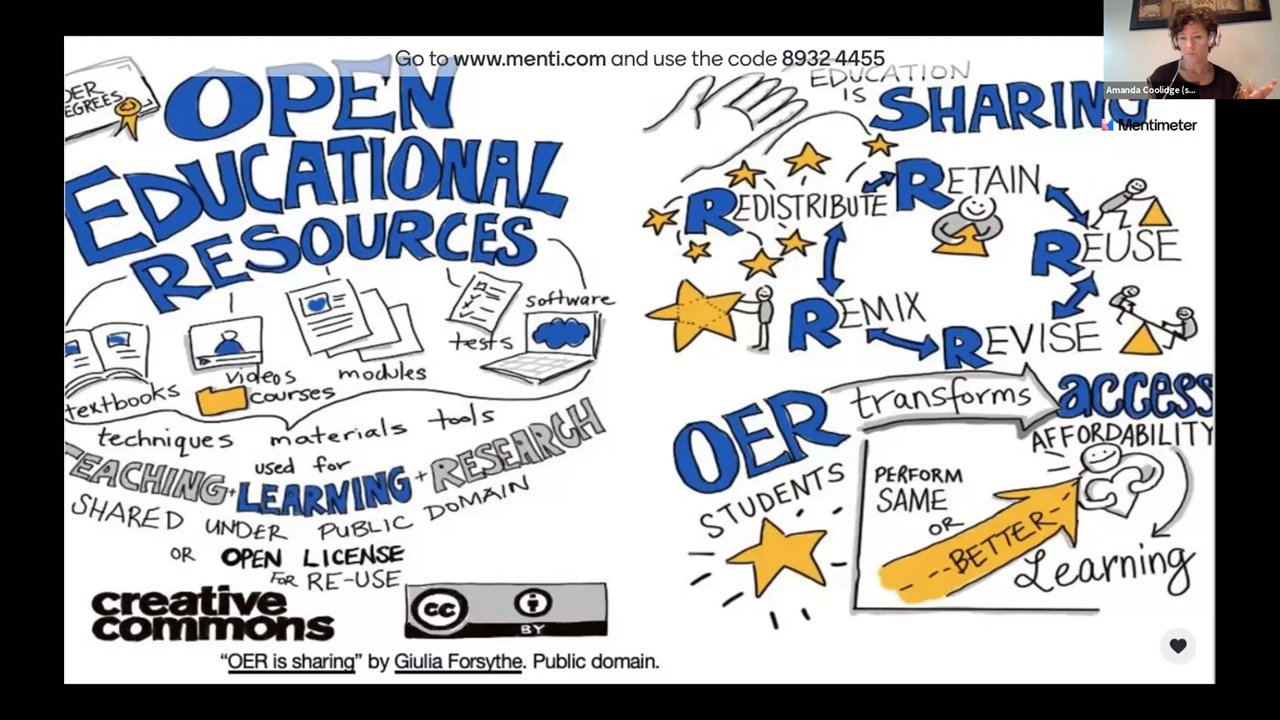 Go to www.menti.com and use the code 8932 4455
Amanda Coolidge (s...
Mentimeter
OPEN
EDUCATIONAL
RESOURCES
textbooks
videos
courses
modules
tests
software
techniques materials tools
used for
TEACHING + LEARNING + RESEARCH
SHARED UNDER PUBLIC DOMAIN
OR OPEN LICENSE
FOR RE-USE
creative
commons
cc
BY
EDUCATION
IS SHARING
REDISTRIBUTE
RETAIN
REUSE
REVISE
REMIX
OER transforms access
AFFORDABILITY
STUDENTS
PERFORM
SAME
OR
BETTER
Learning
"OER is sharing" by Giulia Forsythe. Public domain.